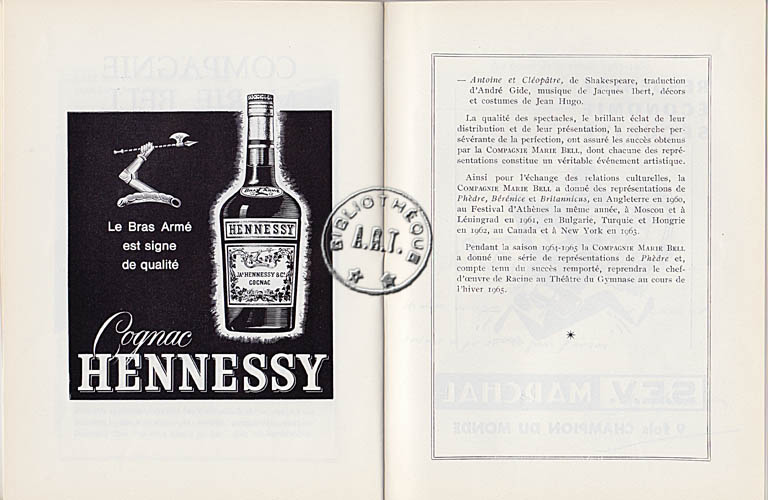 Le Bras Armé
est signe
de qualité
HENNESSY
JAS HENNESSY & Co
COGNAC
Cognac
HENNESSY
BIBLIOTHÈQUE
A.R.T.
— Antoine et Cléopâtre, de Shakespeare, traduction
d'André Gide, musique de Jacques Ibert, décors
et costumes de Jean Hugo.
La qualité des spectacles, le brillant éclat de leur
distribution et de leur présentation, la recherche per-
sévérante de la perfection, ont assuré les succès obtenus
par la COMPAGNIE MARIE BELL, dont chacune des repré-
sentations constitue un véritable événement artistique.
Ainsi pour l'échange des relations culturelles, la
COMPAGNIE MARIE BELL a donné des représentations de
Phèdre, Bérénice et Britannicus, en Angleterre en 1960,
au Festival d'Athènes la même année, à Moscou et à
Léningrad en 1961, en Bulgarie, Turquie et Hongrie
en 1962, au Canada et à New York en 1963.
Pendant la saison 1964-1965 la COMPAGNIE MARIE BELL
a donné une série de représentations de Phèdre et,
compte tenu du succès remporté, reprendra le chef-
d'œuvre de Racine au Théâtre du Gymnase au cours de
l'hiver 1965.